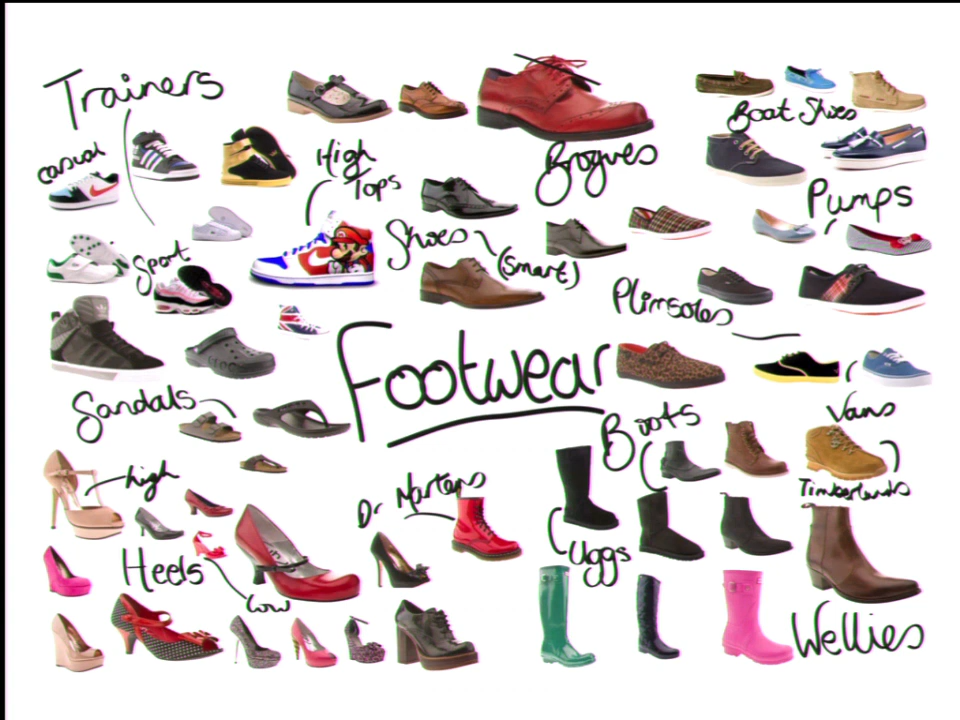 Trainers
Boat Shoes
casual
High
Tops
Brogues
Pumps
Shoes
(smart)
Sport
Plimsoles
Footwear
Sandals
Boots
Vans
high
Dr Martens
Timberlands
Uggs
Heels
Low
Wellies